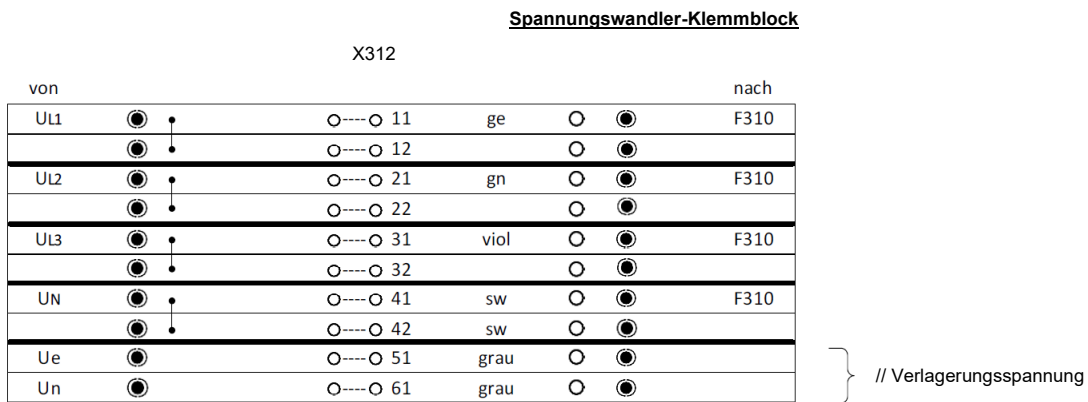 Spannungswandler-Klemmblock
X312
von nach
UL1 11 ge F310
12
UL2 21 gn F310
22
UL3 31 viol F310
32
UN 41 sw F310
42 sw
Ue 51 grau
Un 61 grau
// Verlagerungsspannung